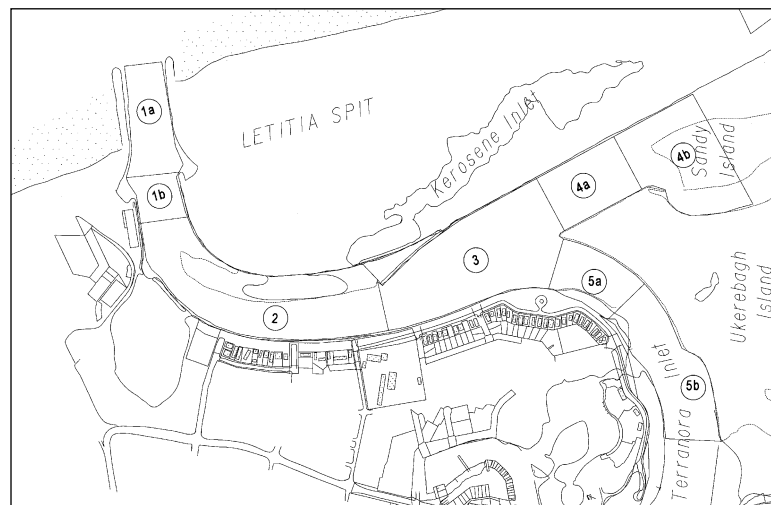 1a
LETITIA SPIT
Kerosene Inlet
4b
Sandy
Island
4a
1b
3
5a
2
Ukerebagh
Island
5b
Terranora Inlet